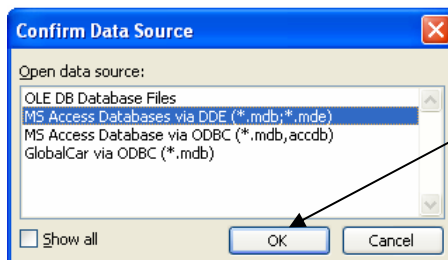 Confirm Data Source
Open data source:
OLE DB Database Files
MS Access Databases via DDE (*.mdb;*.mde)
MS Access Database via ODBC (*.mdb,accdb)
GlobalCar via ODBC (*.mdb)
Show all
OK
Cancel